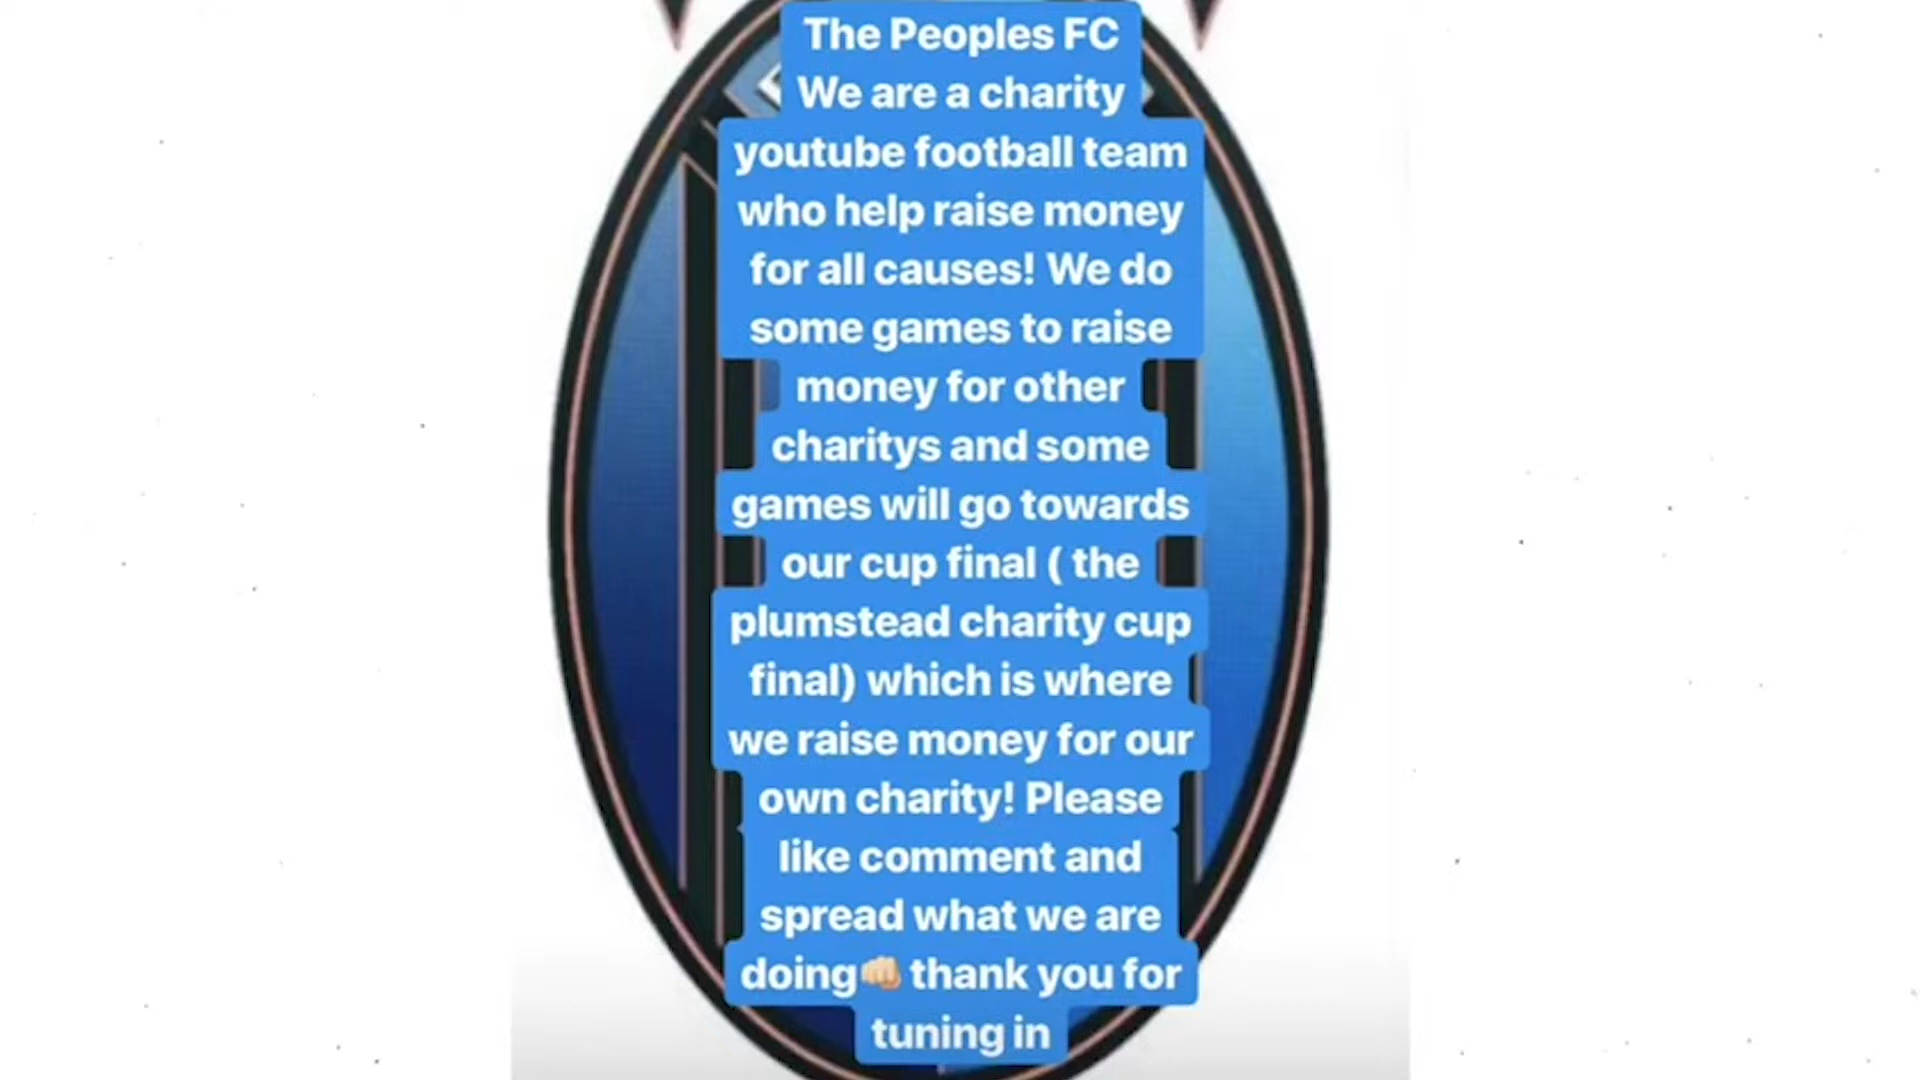 The Peoples FC
We are a charity
youtube football team
who help raise money
for all causes! We do
some games to raise
money for other
charitys and some
games will go towards
our cup final ( the
plumstead charity cup
final) which is where
we raise money for our
own charity! Please
like comment and
spread what we are
doing👊🏼 thank you for
tuning in